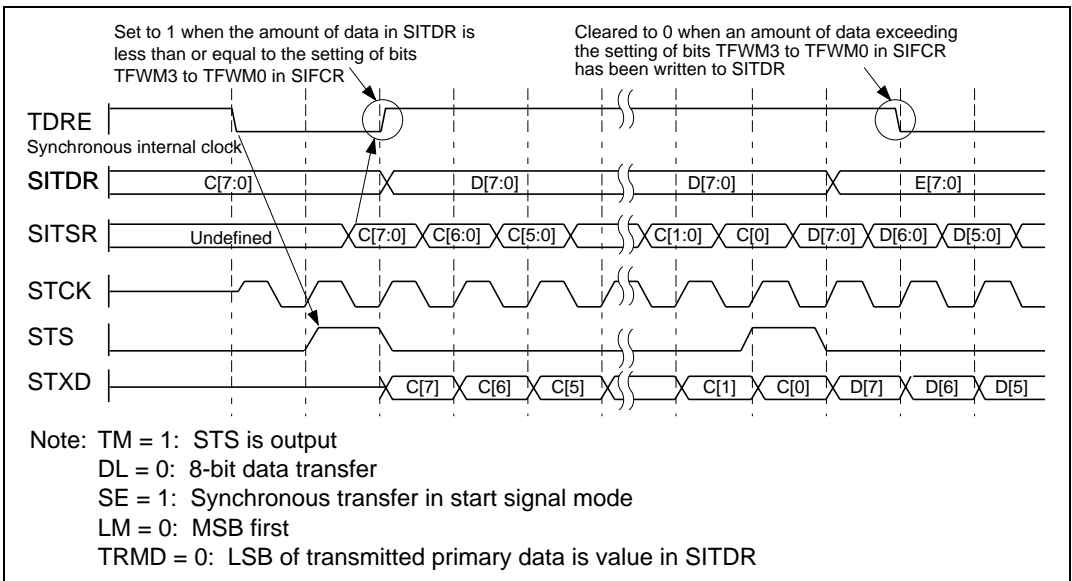 Set to 1 when the amount of data in SITDR is
less than or equal to the setting of bits
TFWM3 to TFWM0 in SIFCR
Cleared to 0 when an amount of data exceeding
the setting of bits TFWM3 to TFWM0 in SIFCR
has been written to SITDR
TDRE
Synchronous internal clock
SITDR C[7:0] D[7:0] D[7:0] E[7:0]
SITSR Undefined C[7:0] C[6:0] C[5:0] C[1:0] C[0] D[7:0] D[6:0] D[5:0]
STCK
STS
STXD C[7] C[6] C[5] C[1] C[0] D[7] D[6] D[5]
Note: TM = 1: STS is output
DL = 0: 8-bit data transfer
SE = 1: Synchronous transfer in start signal mode
LM = 0: MSB first
TRMD = 0: LSB of transmitted primary data is value in SITDR